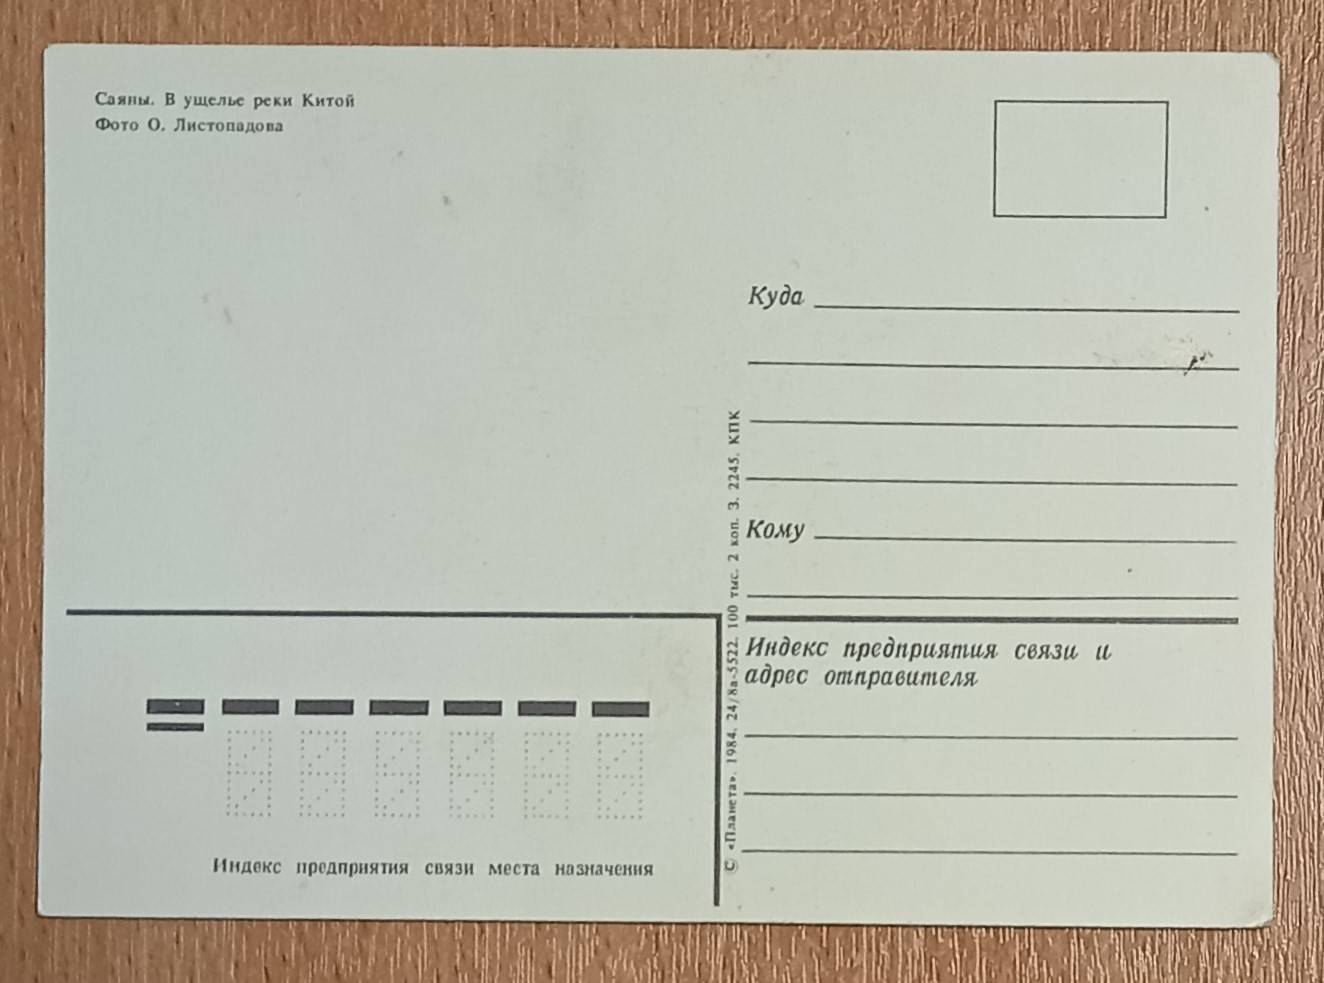 Саяны. В ущелье реки Китой
Фото О. Листопадова
Куда
Кому
Индекс предприятия связи и
адрес отправителя
© «Планета». 1984. 24/8а-5522. 100 тыс. 2 коп. З. 2245. КПК
Индекс предприятия связи места назначения